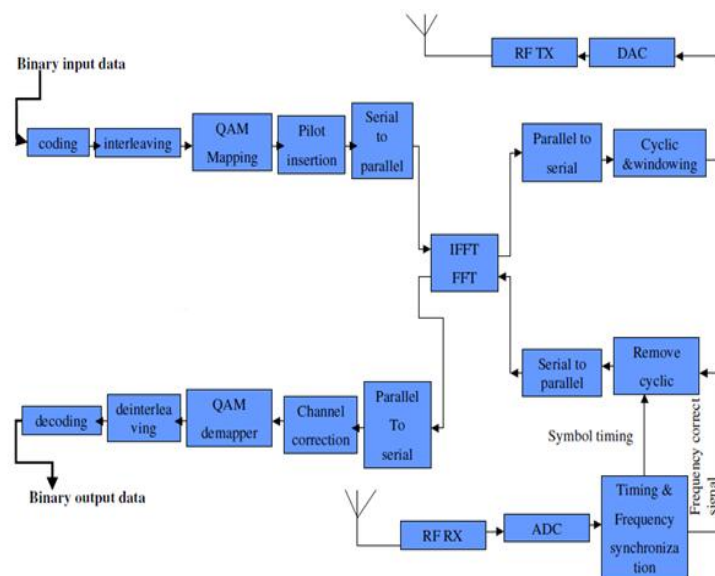 RF TX
DAC
Binary input data
coding
interleaving
QAM
Mapping
Pilot
insertion
Serial
to
parallel
Parallel to
serial
Cyclic
&windowing
IFFT
FFT
Serial to
parallel
Remove
cyclic
decoding
deinterlea
ving
QAM
demapper
Channel
correction
Parallel
To
serial
Symbol timing
Frequency correct
signal
Binary output data
RF RX
ADC
Timing &
Frequency
synchroniza
tion